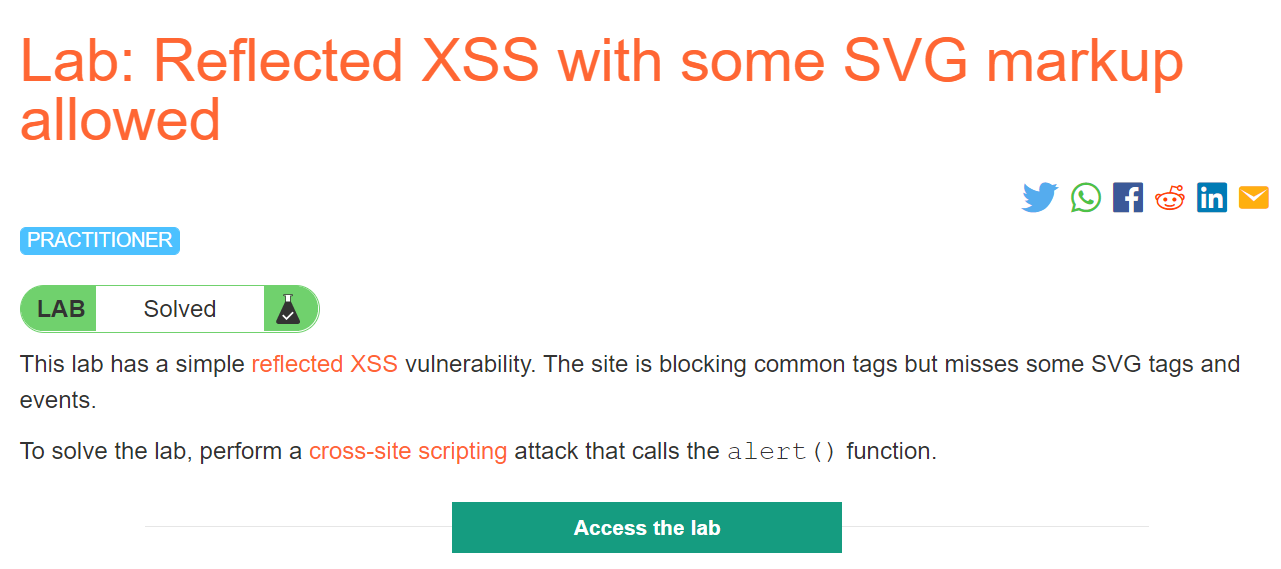 Lab: Reflected XSS with some SVG markup
allowed
PRACTITIONER
LAB Solved
This lab has a simple reflected XSS vulnerability. The site is blocking common tags but misses some SVG tags and
events.
To solve the lab, perform a cross-site scripting attack that calls the alert() function.
Access the lab